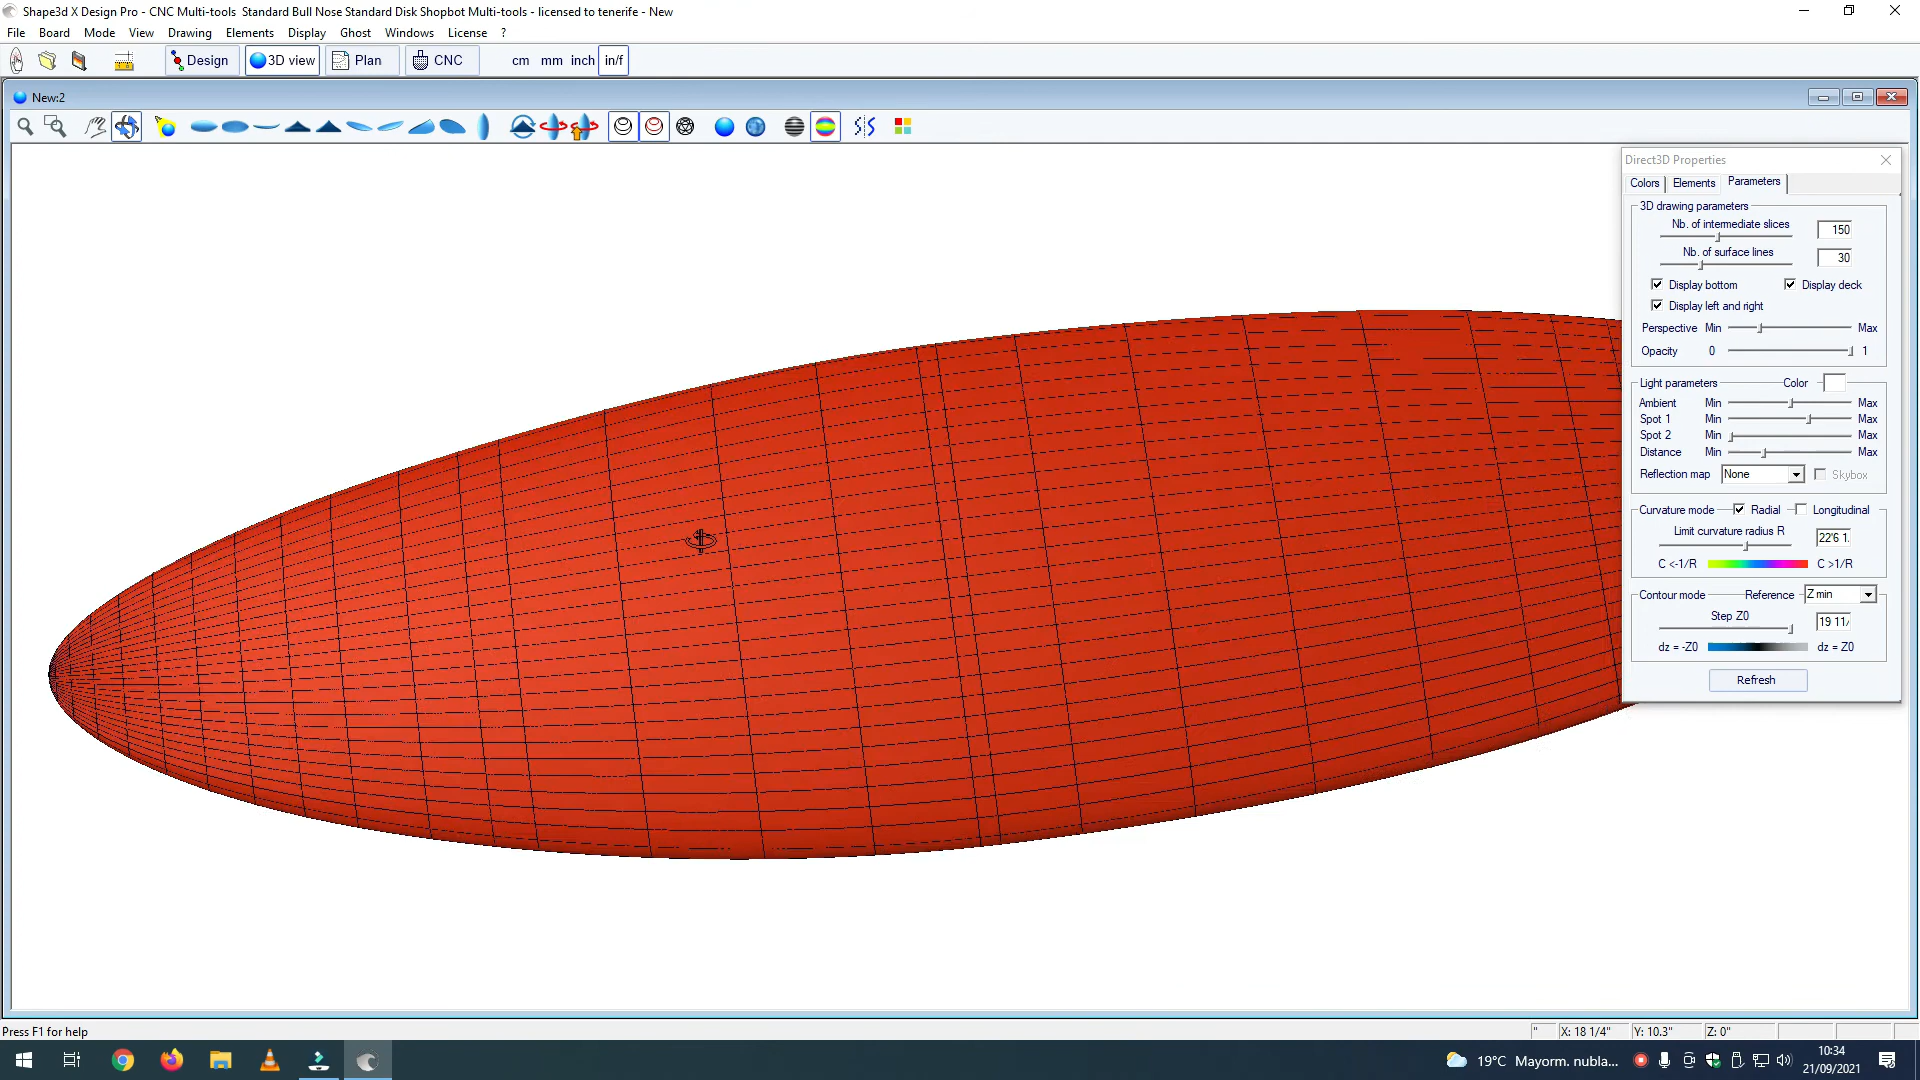 Shape3d X Design Pro - CNC Multi-tools  Standard Bull Nose Standard Disk Shopbot Multi-tools - licensed to tenerife - New
File Board Mode View Drawing Elements Display Ghost Windows License ?
Design 3D view Plan CNC cm mm inch in/f
New:2
Direct3D Properties
Colors Elements Parameters
3D drawing parameters
Nb. of intermediate slices 150
Nb. of surface lines 30
Display bottom Display deck
Display left and right
Perspective Min Max
Opacity 0 1
Light parameters Color
Ambient Min Max
Spot 1 Min Max
Spot 2 Min Max
Distance Min Max
Reflection map None Skybox
Curvature mode Radial Longitudinal
Limit curvature radius R 22'6 1.
C <-1/R C >1/R
Contour mode Reference Z min
Step Z0 19 11/
dz = -Z0 dz = Z0
Refresh
Press F1 for help " X: 18 1/4" Y: 10.3" Z: 0"
19°C Mayorm. nubla... 10:34
21/09/2021